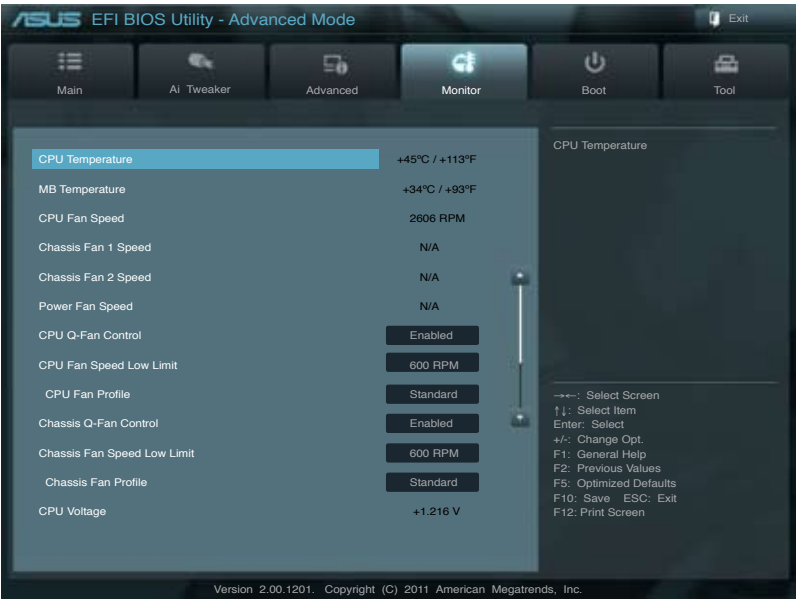 ASUS EFI BIOS Utility - Advanced Mode
Exit
Main
Ai Tweaker
Advanced
Monitor
Boot
Tool
CPU Temperature +45ºC / +113ºF
MB Temperature +34ºC / +93ºF
CPU Fan Speed 2606 RPM
Chassis Fan 1 Speed N/A
Chassis Fan 2 Speed N/A
Power Fan Speed N/A
CPU Q-Fan Control Enabled
CPU Fan Speed Low Limit 600 RPM
CPU Fan Profile Standard
Chassis Q-Fan Control Enabled
Chassis Fan Speed Low Limit 600 RPM
Chassis Fan Profile Standard
CPU Voltage +1.216 V
CPU Temperature
→←: Select Screen
↑↓: Select Item
Enter: Select
+/-: Change Opt.
F1: General Help
F2: Previous Values
F5: Optimized Defaults
F10: Save ESC: Exit
F12: Print Screen
Version 2.00.1201. Copyright (C) 2011 American Megatrends, Inc.